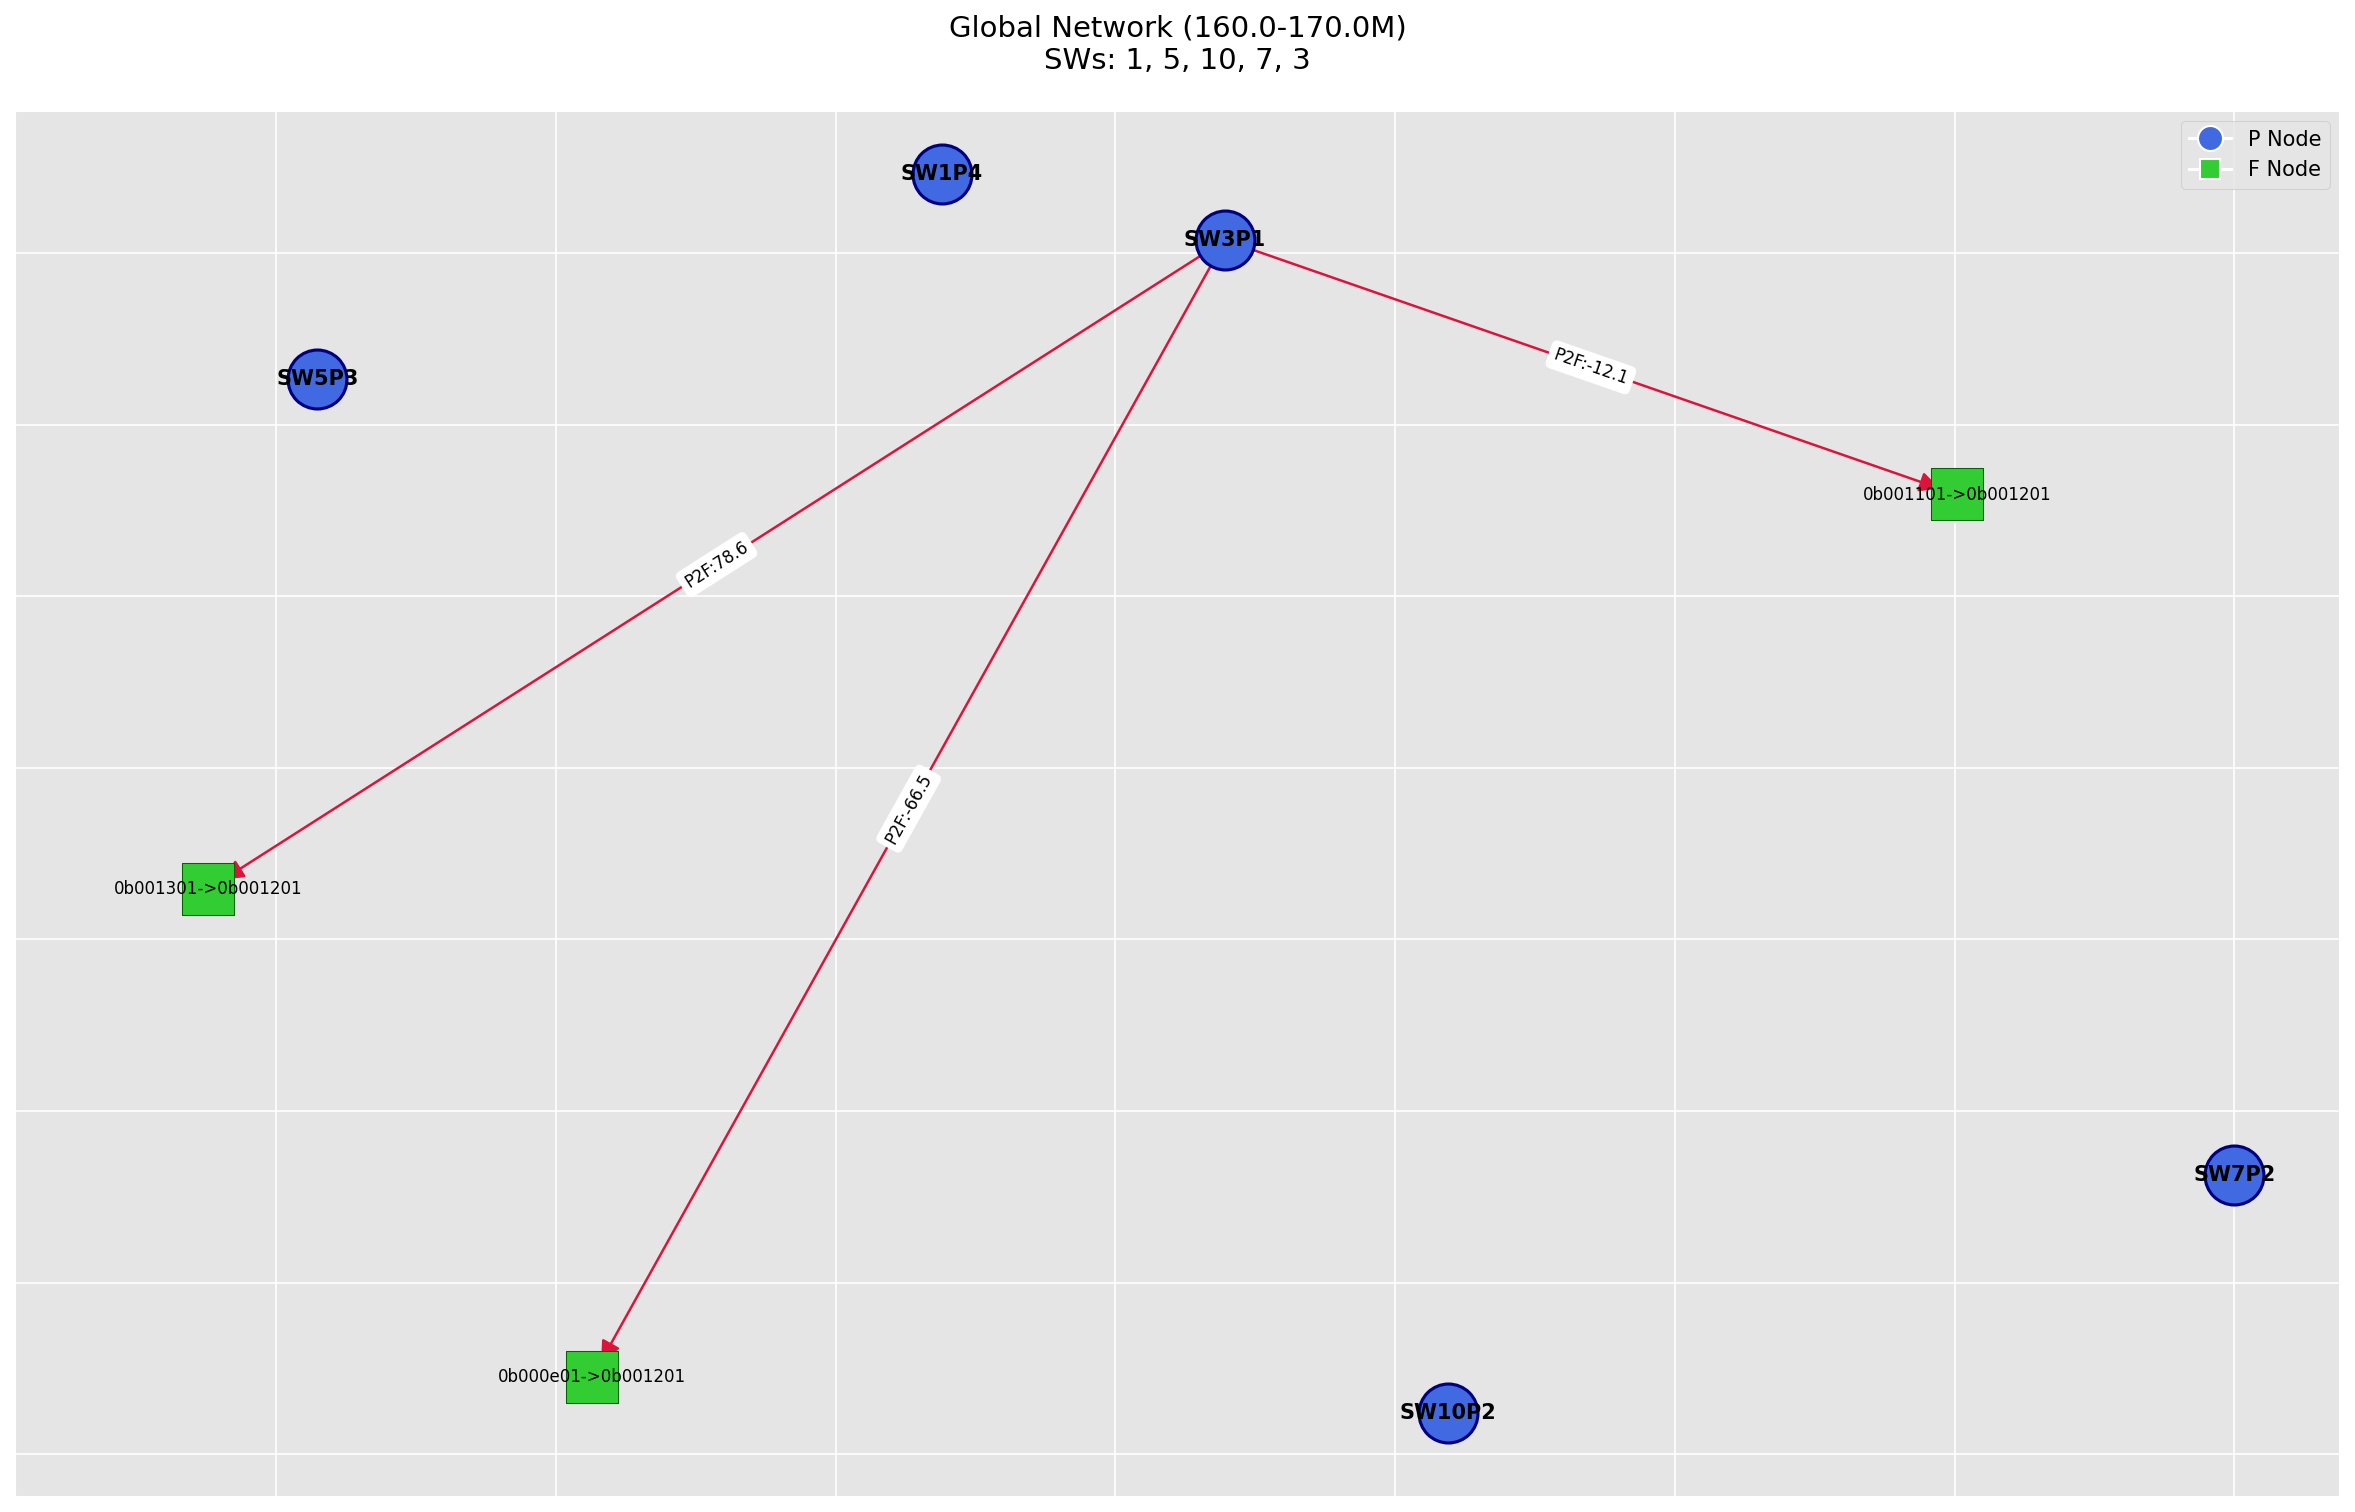 Global Network (160.0-170.0M)
SWs: 1, 5, 10, 7, 3
P Node
F Node
SW1P4
SW3P1
SW5P3
P2F:-12.1
0b001101->0b001201
P2F:78.6
P2F:-66.5
0b001301->0b001201
SW7P2
0b000e01->0b001201
SW10P2